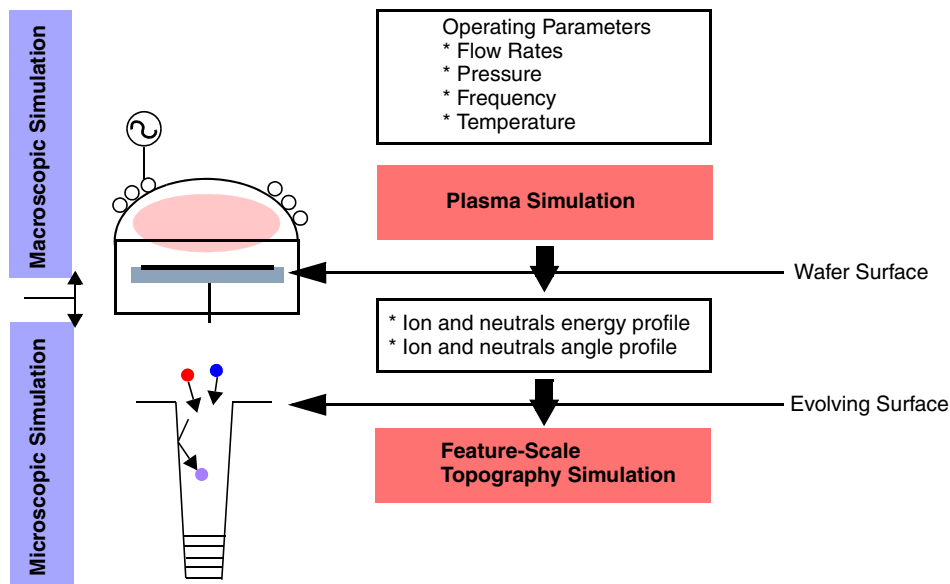 Macroscopic Simulation
Operating Parameters
* Flow Rates
* Pressure
* Frequency
* Temperature
Plasma Simulation
Wafer Surface
* Ion and neutrals energy profile
* Ion and neutrals angle profile
Microscopic Simulation
Evolving Surface
Feature-Scale
Topography Simulation